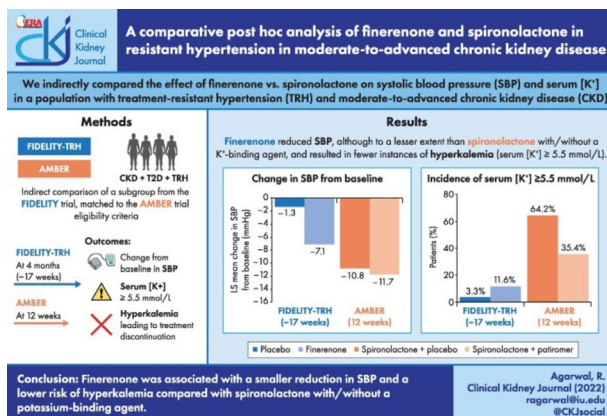 ERA
ckj
Clinical
Kidney
Journal
A comparative post hoc analysis of finerenone and spironolactone in
resistant hypertension in moderate-to-advanced chronic kidney disease
We indirectly compared the effect of finerenone vs. spironolactone on systolic blood pressure (SBP) and serum [K⁺]
in a population with treatment-resistant hypertension (TRH) and moderate-to-advanced chronic kidney disease (CKD)
Methods
FIDELITY-TRH
AMBER
CKD + T2D + TRH
Indirect comparison of a subgroup from the
FIDELITY trial, matched to the AMBER trial
eligibility criteria
FIDELITY-TRH
At 4 months
(~17 weeks)
AMBER
At 12 weeks
Outcomes:
Change from
baseline in SBP
Serum [K+]
≥ 5.5 mmol/L
Hyperkalemia
leading to treatment
discontinuation
Results
Finerenone reduced SBP, although to a lesser extent than spironolactone with/without a
K⁺-binding agent, and resulted in fewer instances of hyperkalemia (serum [K⁺] ≥ 5.5 mmol/L)
Change in SBP from baseline
LS mean change in SBP
from baseline (mmHg)
0
−2
−4
−6
−8
−10
−12
−14
−16
−1.3
−7.1
−10.8
−11.7
FIDELITY-TRH
(~17 weeks)
AMBER
(12 weeks)
Incidence of serum [K⁺] ≥5.5 mmol/L
Patients (%)
80
60
40
20
0
3.3%
11.6%
64.2%
35.4%
FIDELITY-TRH
(~17 weeks)
AMBER
(12 weeks)
Placebo
Finerenone
Spironolactone + placebo
Spironolactone + patiromer
Conclusion: Finerenone was associated with a smaller reduction in SBP and a
lower risk of hyperkalemia compared with spironolactone with/without a
potassium-binding agent.
Agarwal, R.
Clinical Kidney Journal (2022)
ragarwal@iu.edu
@CKJsocial